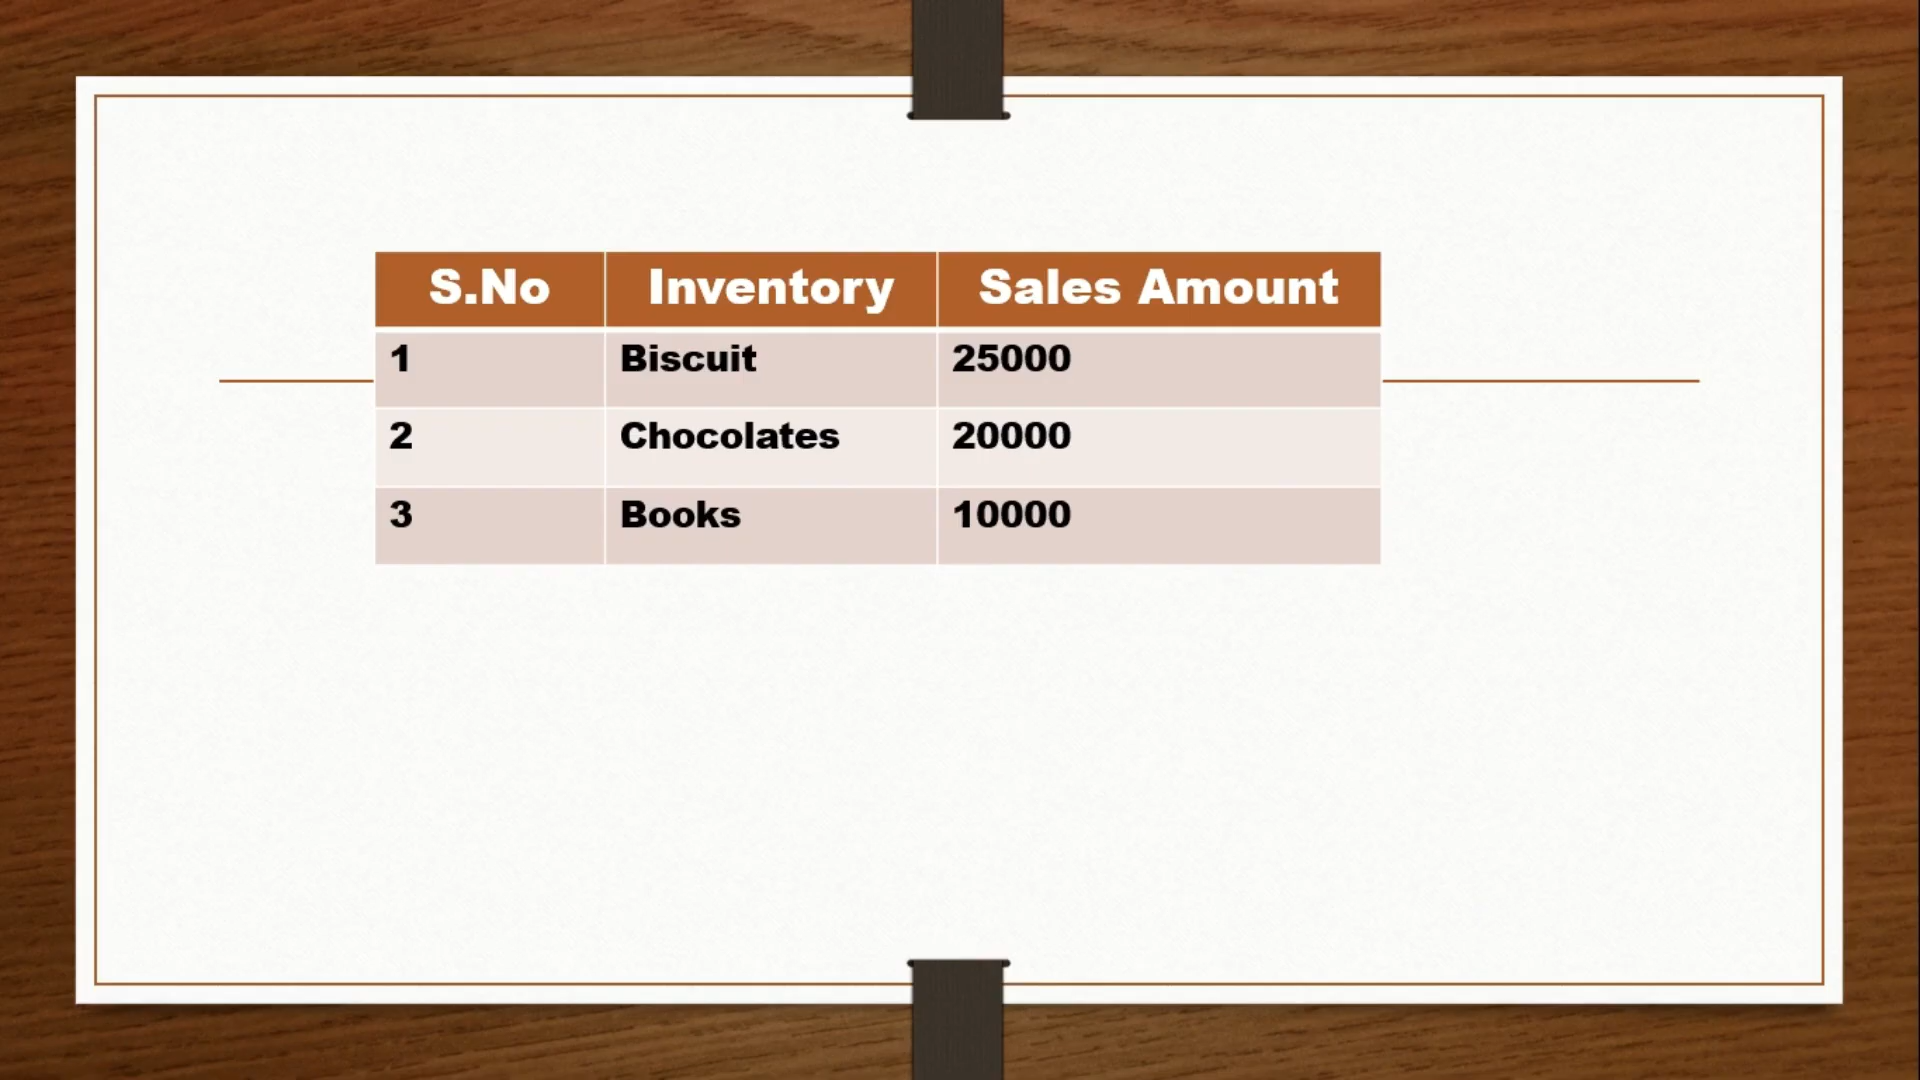 S.No Inventory Sales Amount
1 Biscuit 25000
2 Chocolates 20000
3 Books 10000